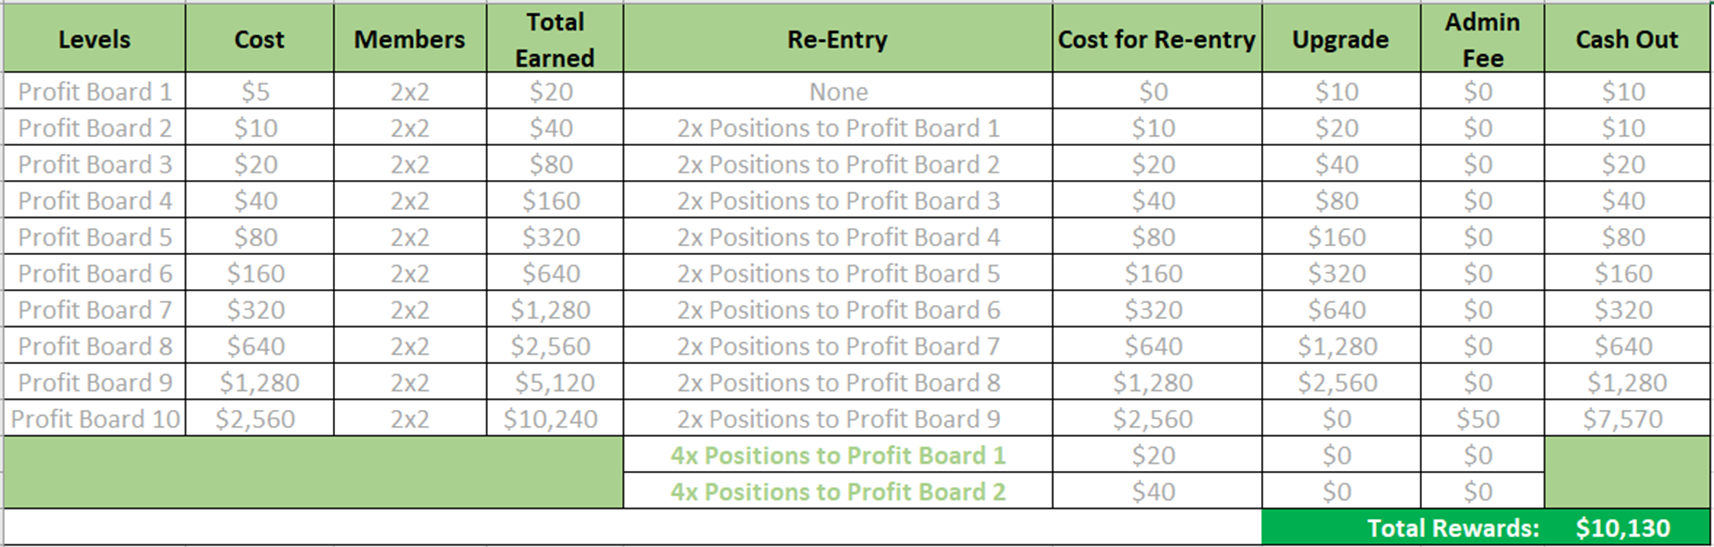 Levels Cost Members Total Earned Re-Entry Cost for Re-entry Upgrade Admin Fee Cash Out
Profit Board 1 $5 2x2 $20 None $0 $10 $0 $10
Profit Board 2 $10 2x2 $40 2x Positions to Profit Board 1 $10 $20 $0 $10
Profit Board 3 $20 2x2 $80 2x Positions to Profit Board 2 $20 $40 $0 $20
Profit Board 4 $40 2x2 $160 2x Positions to Profit Board 3 $40 $80 $0 $40
Profit Board 5 $80 2x2 $320 2x Positions to Profit Board 4 $80 $160 $0 $80
Profit Board 6 $160 2x2 $640 2x Positions to Profit Board 5 $160 $320 $0 $160
Profit Board 7 $320 2x2 $1,280 2x Positions to Profit Board 6 $320 $640 $0 $320
Profit Board 8 $640 2x2 $2,560 2x Positions to Profit Board 7 $640 $1,280 $0 $640
Profit Board 9 $1,280 2x2 $5,120 2x Positions to Profit Board 8 $1,280 $2,560 $0 $1,280
Profit Board 10 $2,560 2x2 $10,240 2x Positions to Profit Board 9 $2,560 $0 $50 $7,570
4x Positions to Profit Board 1 $20 $0 $0
4x Positions to Profit Board 2 $40 $0 $0
Total Rewards: $10,130